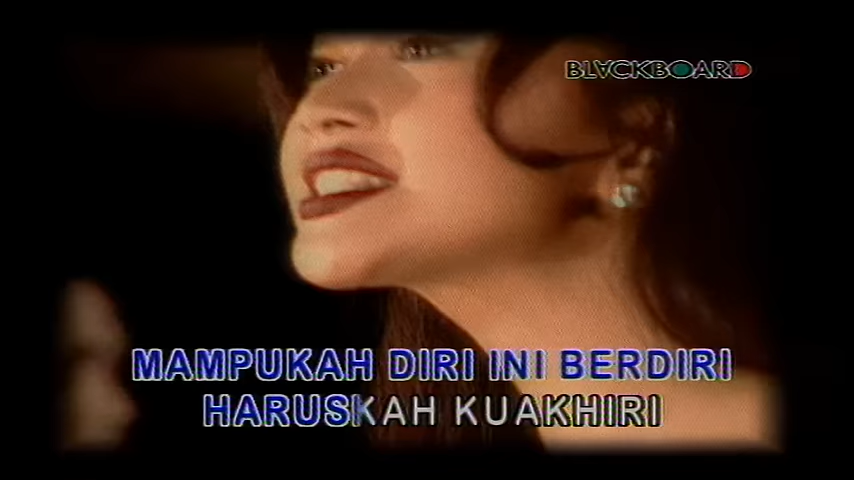 BLACKBOARD
MAMPUKAH DIRI INI BERDIRI
HARUSKAH KUAKHIRI